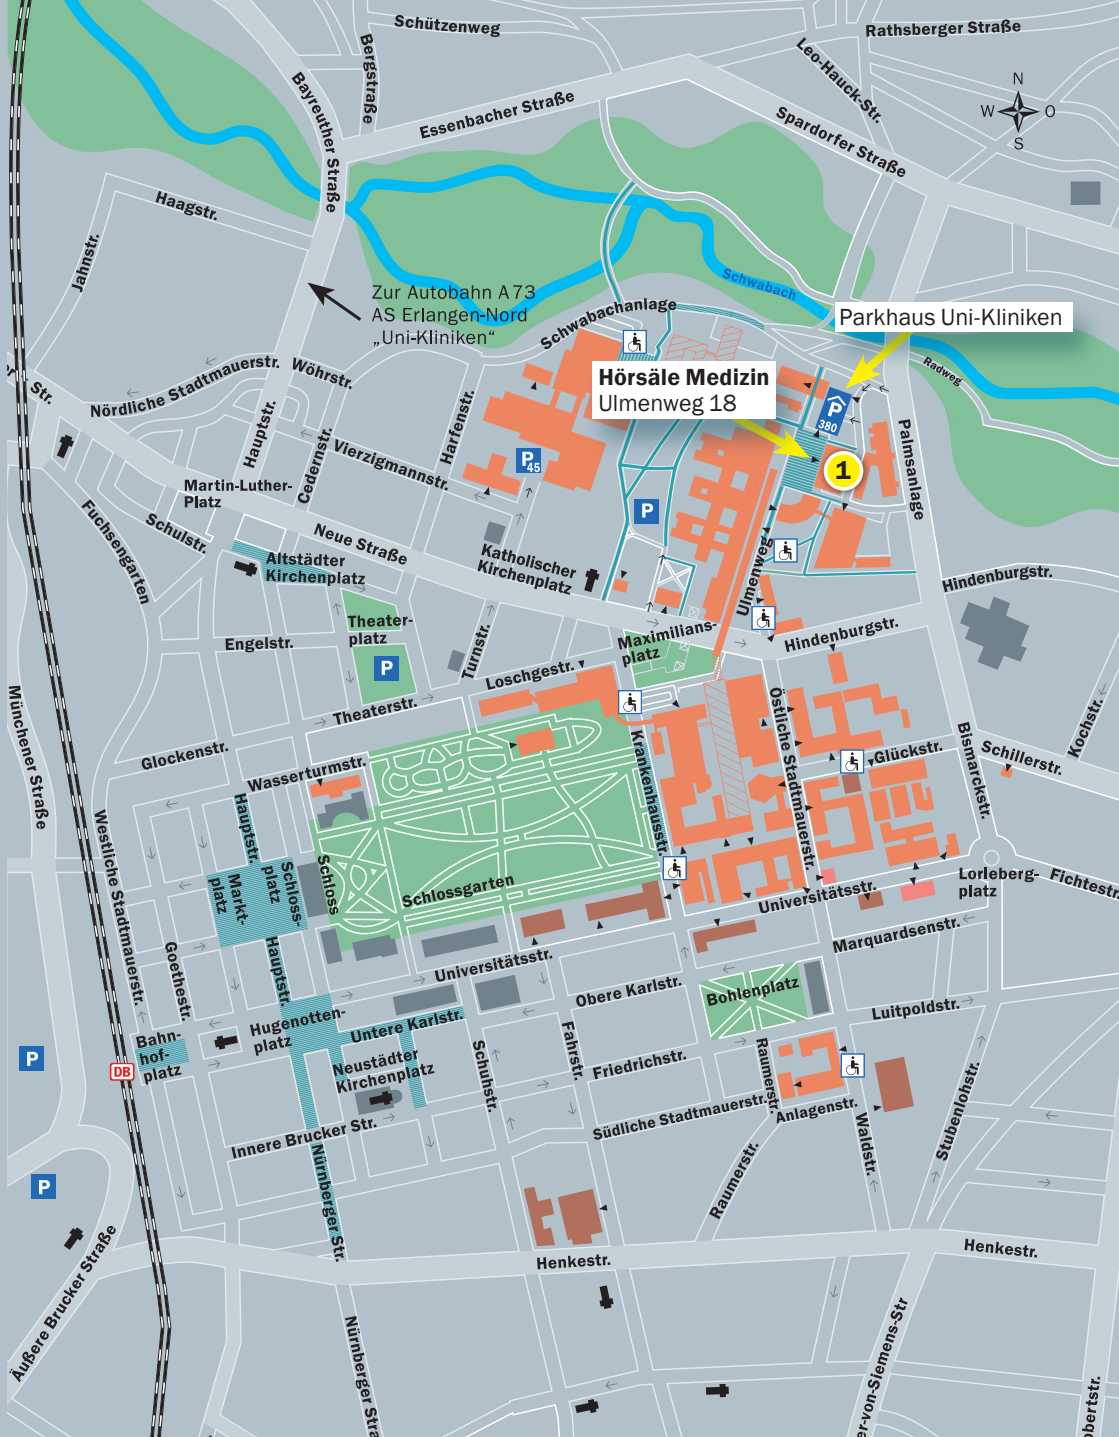 Schützenweg
Rathsberger Straße
Bergstraße
Leo-Hauck-Str.
Bayreuther Straße
Essenbacher Straße
Spardorfer Straße
N
W
O
S
Haagstr.
Jahnstr.
Schwabach
Zur Autobahn A 73
AS Erlangen-Nord
„Uni-Kliniken“
Schwabachanlage
Parkhaus Uni-Kliniken
Radweg
Str.
Nördliche Stadtmauerstr.
Wöhrstr.
Hörsäle Medizin
Ulmenweg 18
P
380
Hauptstr.
Cedernstr.
Harfenstr.
Vierzigmannstr.
P
45
1
Palmsanlage
Martin-Luther-
Platz
P
Fuchsengarten
Schulstr.
Neue Straße
Altstädter
Kirchenplatz
Katholischer
Kirchenplatz
Ulmenweg
Hindenburgstr.
Theater-
platz
P
Engelstr.
Turnstr.
Maximilians-
platz
Hindenburgstr.
Loschgestr.
Theaterstr.
Münchener Straße
Glockenstr.
Wasserturmstr.
Krankenhausstr.
Östliche Stadtmauerstr.
Glückstr.
Bismarckstr.
Schillerstr.
Kochstr.
Westliche Stadtmauerstr.
Hauptstr.
Markt-
platz
Schloss-
platz
Schloss
Schlossgarten
Universitätsstr.
Lorleberg-
platz
Fichtestr.
Goethestr.
Hauptstr.
Universitätsstr.
Marquardsenstr.
Obere Karlstr.
Bohlenplatz
Luitpoldstr.
Bahn-
hof-
platz
DB
P
Hugenotten-
platz
Untere Karlstr.
Neustädter
Kirchenplatz
Schuhstr.
Fahrstr.
Friedrichstr.
Raumerstr.
Südliche Stadtmauerstr.
Anlagenstr.
Waldstr.
Stubenlohstr.
Innere Brucker Str.
P
Nürnberger Str.
Raumerstr.
Henkestr.
Henkestr.
Äußere Brucker Straße
Nürnberger Stra
er-von-Siemens-Str
bertstr.